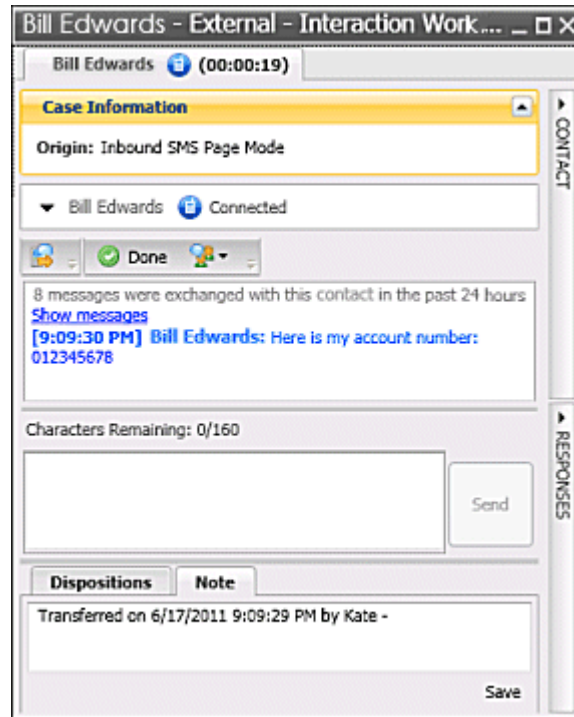 Bill Edwards - External - Interaction Work...
Bill Edwards (00:00:19)
Case Information
Origin: Inbound SMS Page Mode
Bill Edwards Connected
Done
8 messages were exchanged with this contact in the past 24 hours
Show messages
[9:09:30 PM] Bill Edwards: Here is my account number:
012345678
Characters Remaining: 0/160
Send
Dispositions Note
Transferred on 6/17/2011 9:09:29 PM by Kate -
Save
CONTACT
RESPONSES